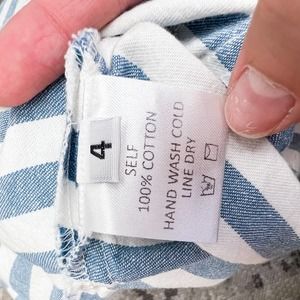 4
SELF
100% COTTON
HAND WASH COLD
LINE DRY